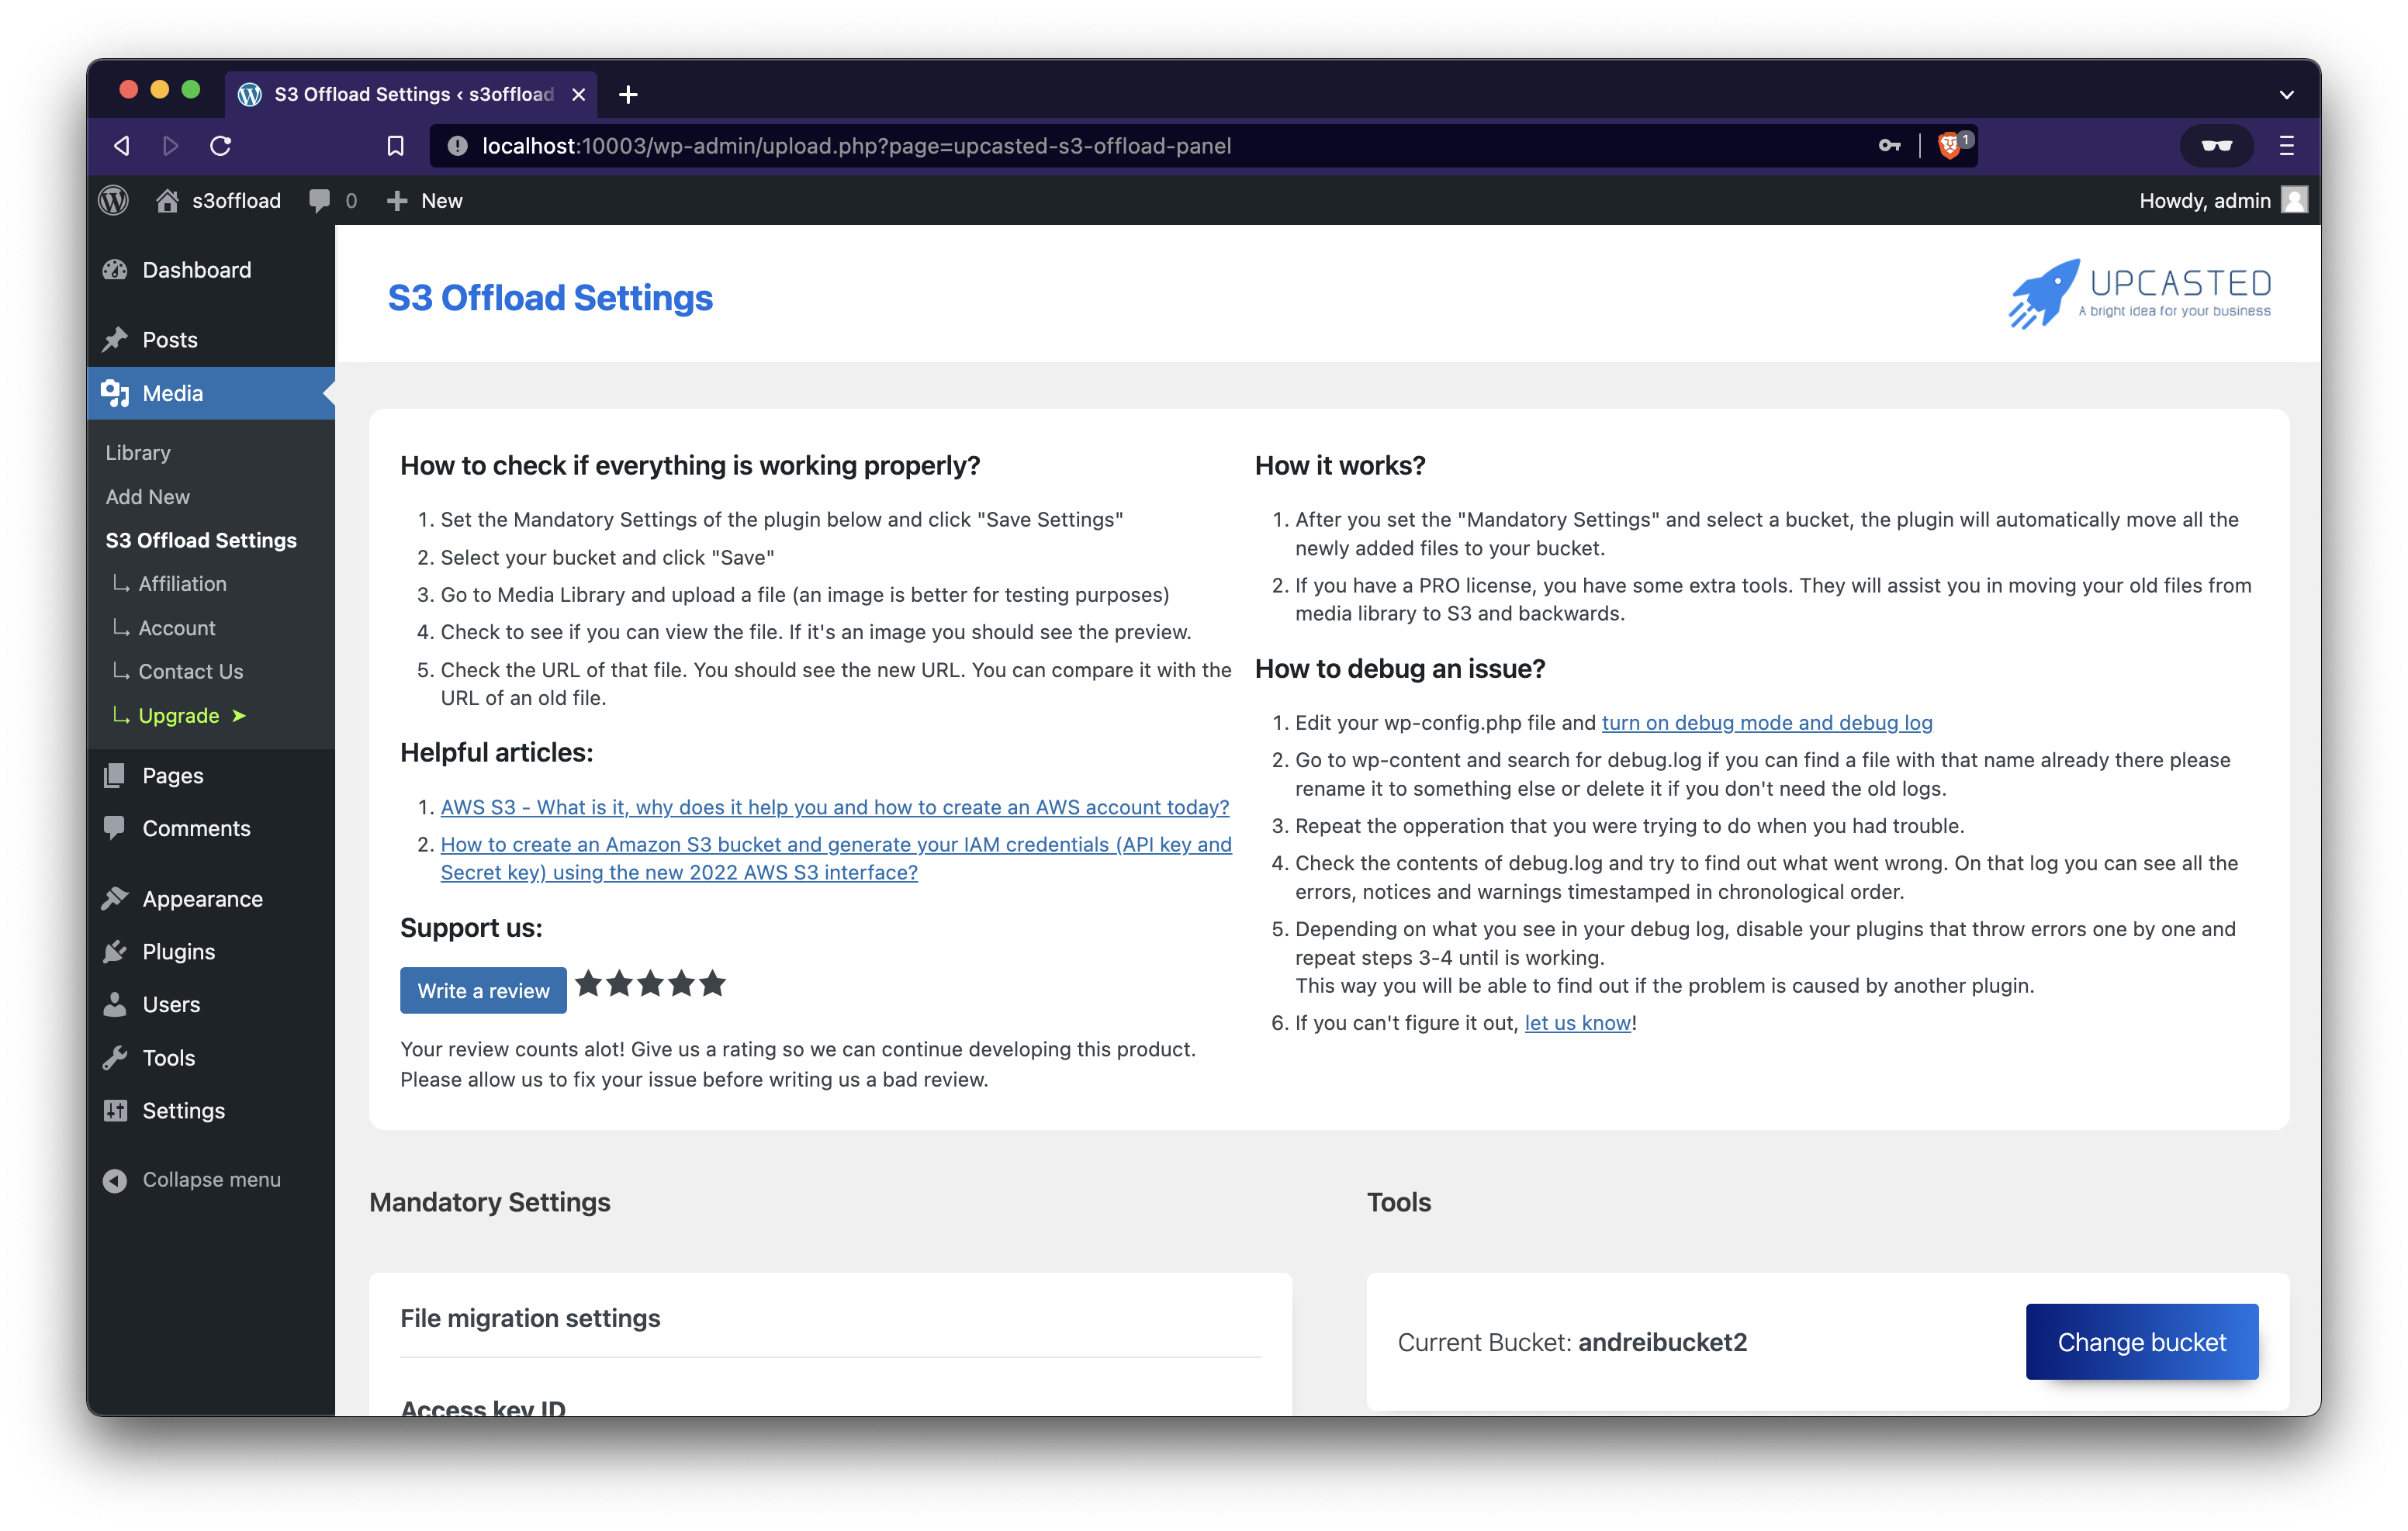 S3 Offload Settings ‹ s3offload
localhost:10003/wp-admin/upload.php?page=upcasted-s3-offload-panel
1
s3offload
0
New
Howdy, admin
Dashboard
Posts
Media
Library
Add New
S3 Offload Settings
Affiliation
Account
Contact Us
Upgrade ➤
Pages
Comments
Appearance
Plugins
Users
Tools
Settings
Collapse menu
S3 Offload Settings
UPCASTED
A bright idea for your business
How to check if everything is working properly?
1. Set the Mandatory Settings of the plugin below and click "Save Settings"
2. Select your bucket and click "Save"
3. Go to Media Library and upload a file (an image is better for testing purposes)
4. Check to see if you can view the file. If it's an image you should see the preview.
5. Check the URL of that file. You should see the new URL. You can compare it with the
URL of an old file.
Helpful articles:
1. AWS S3 - What is it, why does it help you and how to create an AWS account today?
2. How to create an Amazon S3 bucket and generate your IAM credentials (API key and
Secret key) using the new 2022 AWS S3 interface?
Support us:
Write a review ★★★★★
Your review counts alot! Give us a rating so we can continue developing this product.
Please allow us to fix your issue before writing us a bad review.
How it works?
1. After you set the "Mandatory Settings" and select a bucket, the plugin will automatically move all the
newly added files to your bucket.
2. If you have a PRO license, you have some extra tools. They will assist you in moving your old files from
media library to S3 and backwards.
How to debug an issue?
1. Edit your wp-config.php file and turn on debug mode and debug log
2. Go to wp-content and search for debug.log if you can find a file with that name already there please
rename it to something else or delete it if you don't need the old logs.
3. Repeat the opperation that you were trying to do when you had trouble.
4. Check the contents of debug.log and try to find out what went wrong. On that log you can see all the
errors, notices and warnings timestamped in chronological order.
5. Depending on what you see in your debug log, disable your plugins that throw errors one by one and
repeat steps 3-4 until is working.
This way you will be able to find out if the problem is caused by another plugin.
6. If you can't figure it out, let us know!
Mandatory Settings
File migration settings
Access key ID
Tools
Current Bucket: andreibucket2
Change bucket